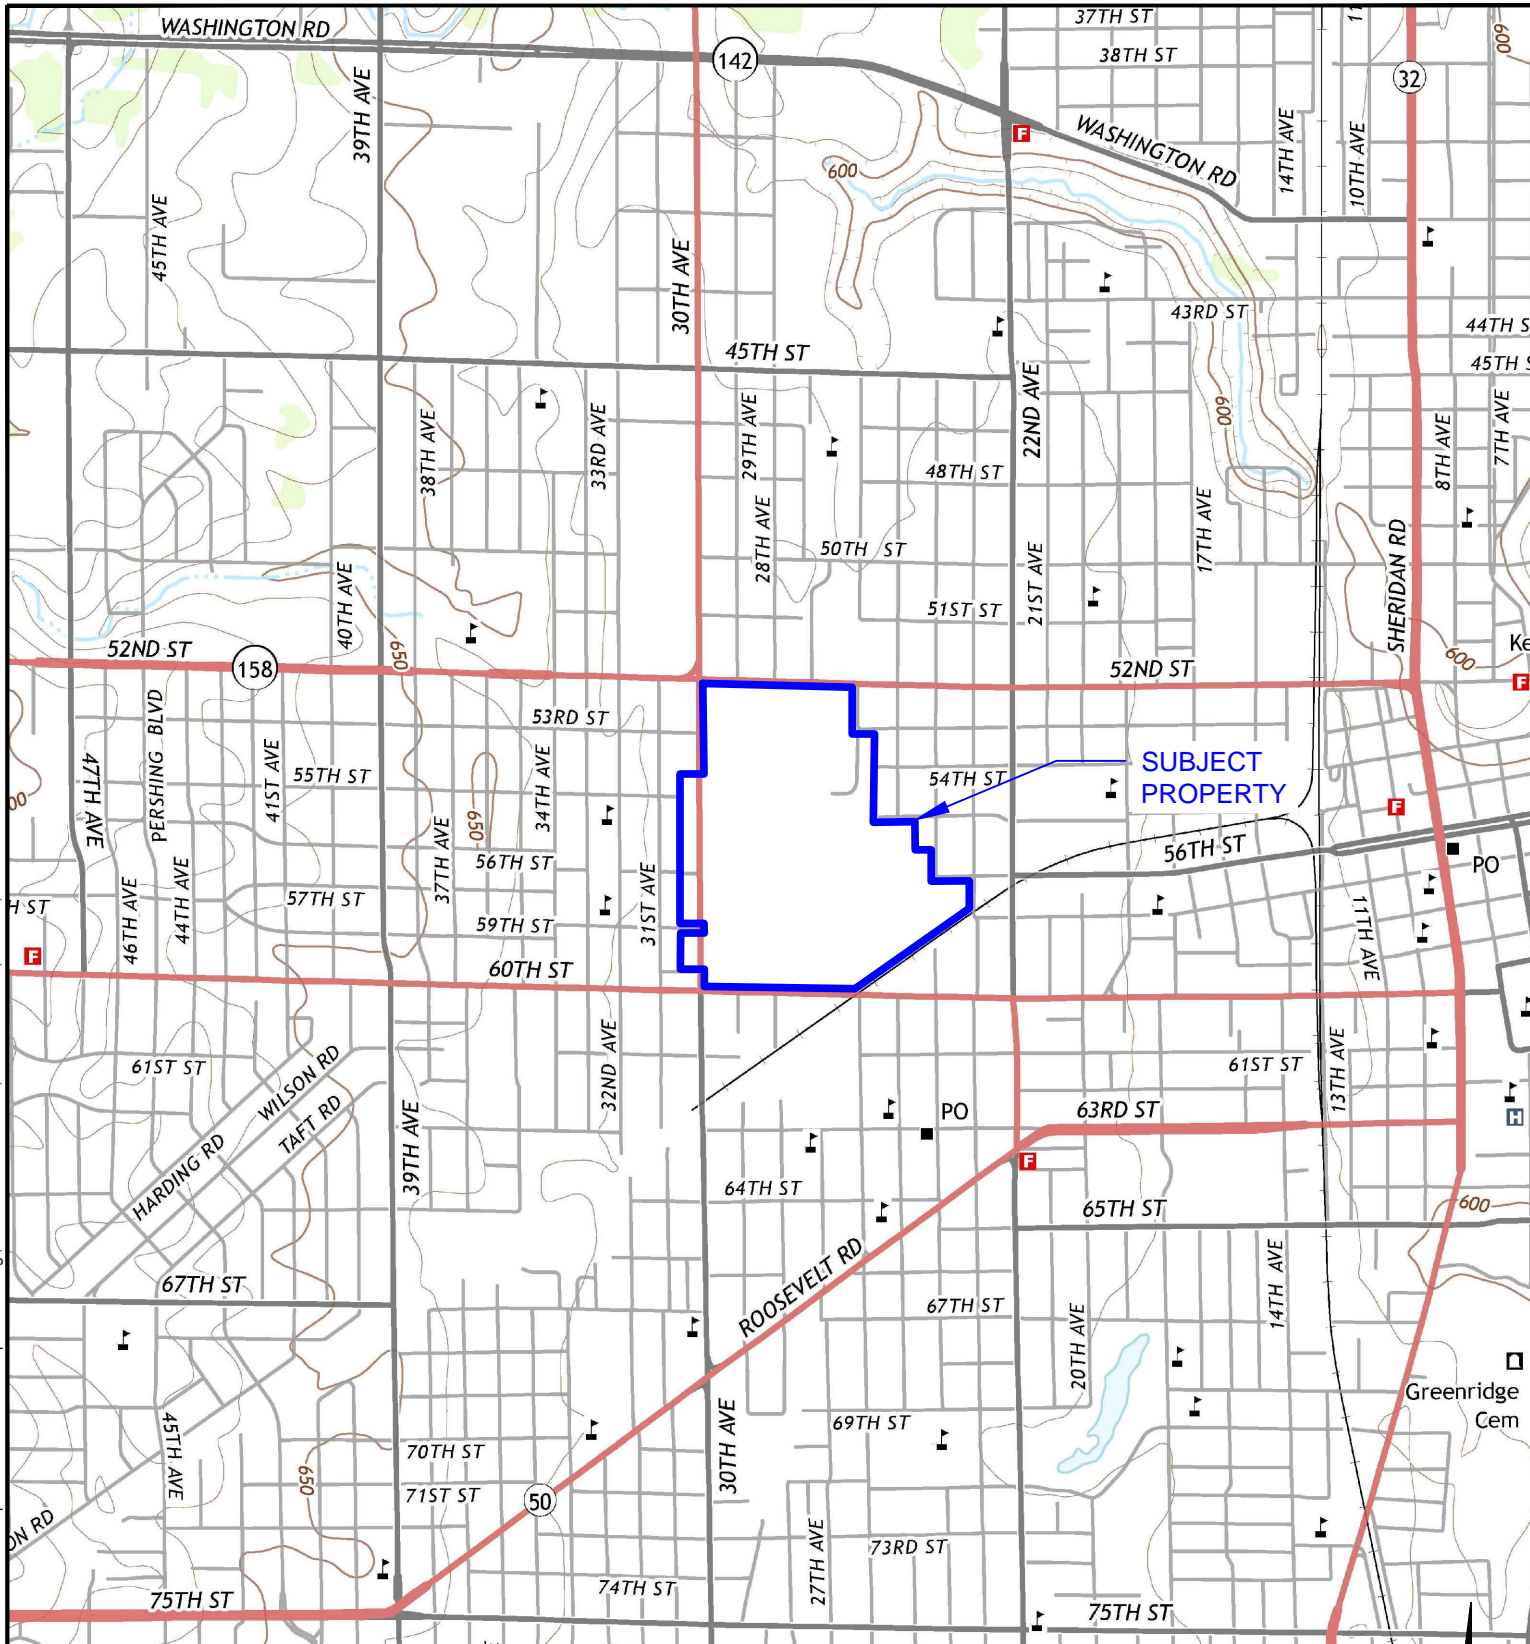 37TH ST
WASHINGTON RD
38TH ST
142
32
600
39TH AVE
WASHINGTON RD
14TH AVE
10TH AVE
F
600
45TH AVE
30TH AVE
43RD ST
44TH S
45TH ST
45TH S
22ND AVE
600
38TH AVE
33RD AVE
29TH AVE
48TH ST
8TH AVE
7TH AVE
17TH AVE
28TH AVE
50TH ST
21ST AVE
SHERIDAN RD
40TH AVE
51ST ST
52ND ST
158
650
52ND ST
600
Ke
F
PERSHING BLVD
53RD ST
47TH AVE
41ST AVE
55TH ST
34TH AVE
54TH ST
SUBJECT
PROPERTY
F
00
650
37TH AVE
56TH ST
56TH ST
PO
H ST
46TH AVE
44TH AVE
57TH ST
59TH ST
31ST AVE
11TH AVE
F
60TH ST
61ST ST
WILSON RD
32ND AVE
61ST ST
13TH AVE
TAFT RD
HARDING RD
39TH AVE
PO
63RD ST
H
F
64TH ST
65TH ST
600
67TH ST
ROOSEVELT RD
67TH ST
14TH AVE
20TH AVE
Greenridge
Cem
45TH AVE
650
70TH ST
71ST ST
50
30TH AVE
69TH ST
ON RD
27TH AVE
73RD ST
74TH ST
75TH ST
75TH ST